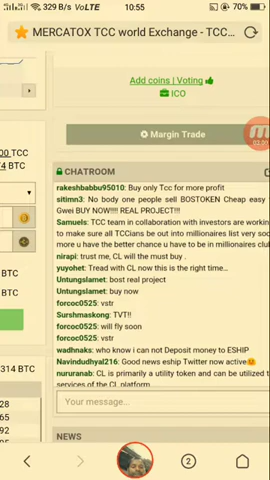 329 B/s VoLTE 10:55 70%
MERCATOX TCC world Exchange - TCC...
Add coins | Voting
ICO
00 TCC
74 BTC
Margin Trade
03:00
CHATROOM
rakeshbabbu95010: Buy only Tcc for more profit
sitimn3: No body one people sell BOSTOKEN Cheap easy
Gwei BUY NOW!!!! REAL PROJECT!!!
Samuels: TCC team in collaboration with investors are working
to make sure all TCCians be out into millionaires list very soo
more u have the better chance u have to be in millionaires club
nirapi: trust me, CL will the must buy .
yuyohet: Tread with CL now this is the right time...
Untungslamet: bost real project
Untungslamet: buy now
forcoc0525: vstr
Surshmaskong: TVT!!
forcoc0525: will fly soon
forcoc0525: vstr
wadhnaks: who know i can not Deposit money to ESHIP
Navindudhyal216: Good news eship Twitter now active
nururanab: CL is primarily a utility token and can be utilized t
services of the CL platform
BTC
BTC
314 BTC
Your message...
28
65
92
NEWS
2